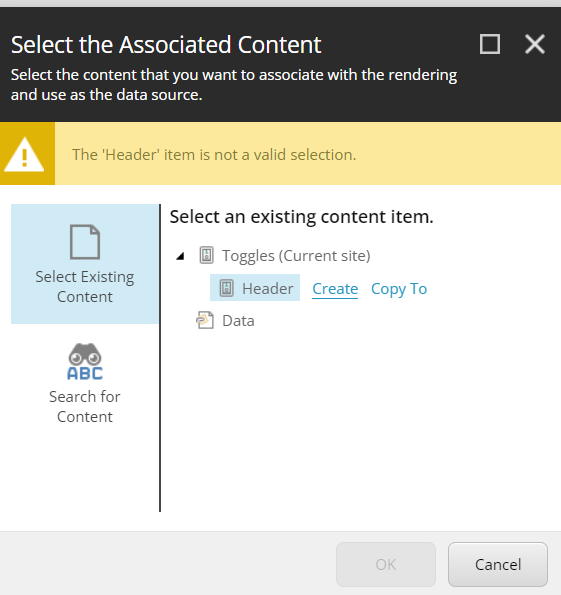 Select the Associated Content
Select the content that you want to associate with the rendering
and use as the data source.
The 'Header' item is not a valid selection.
Select Existing
Content
ABC
Search for
Content
Select an existing content item.
Toggles (Current site)
Header Create Copy To
Data
OK Cancel